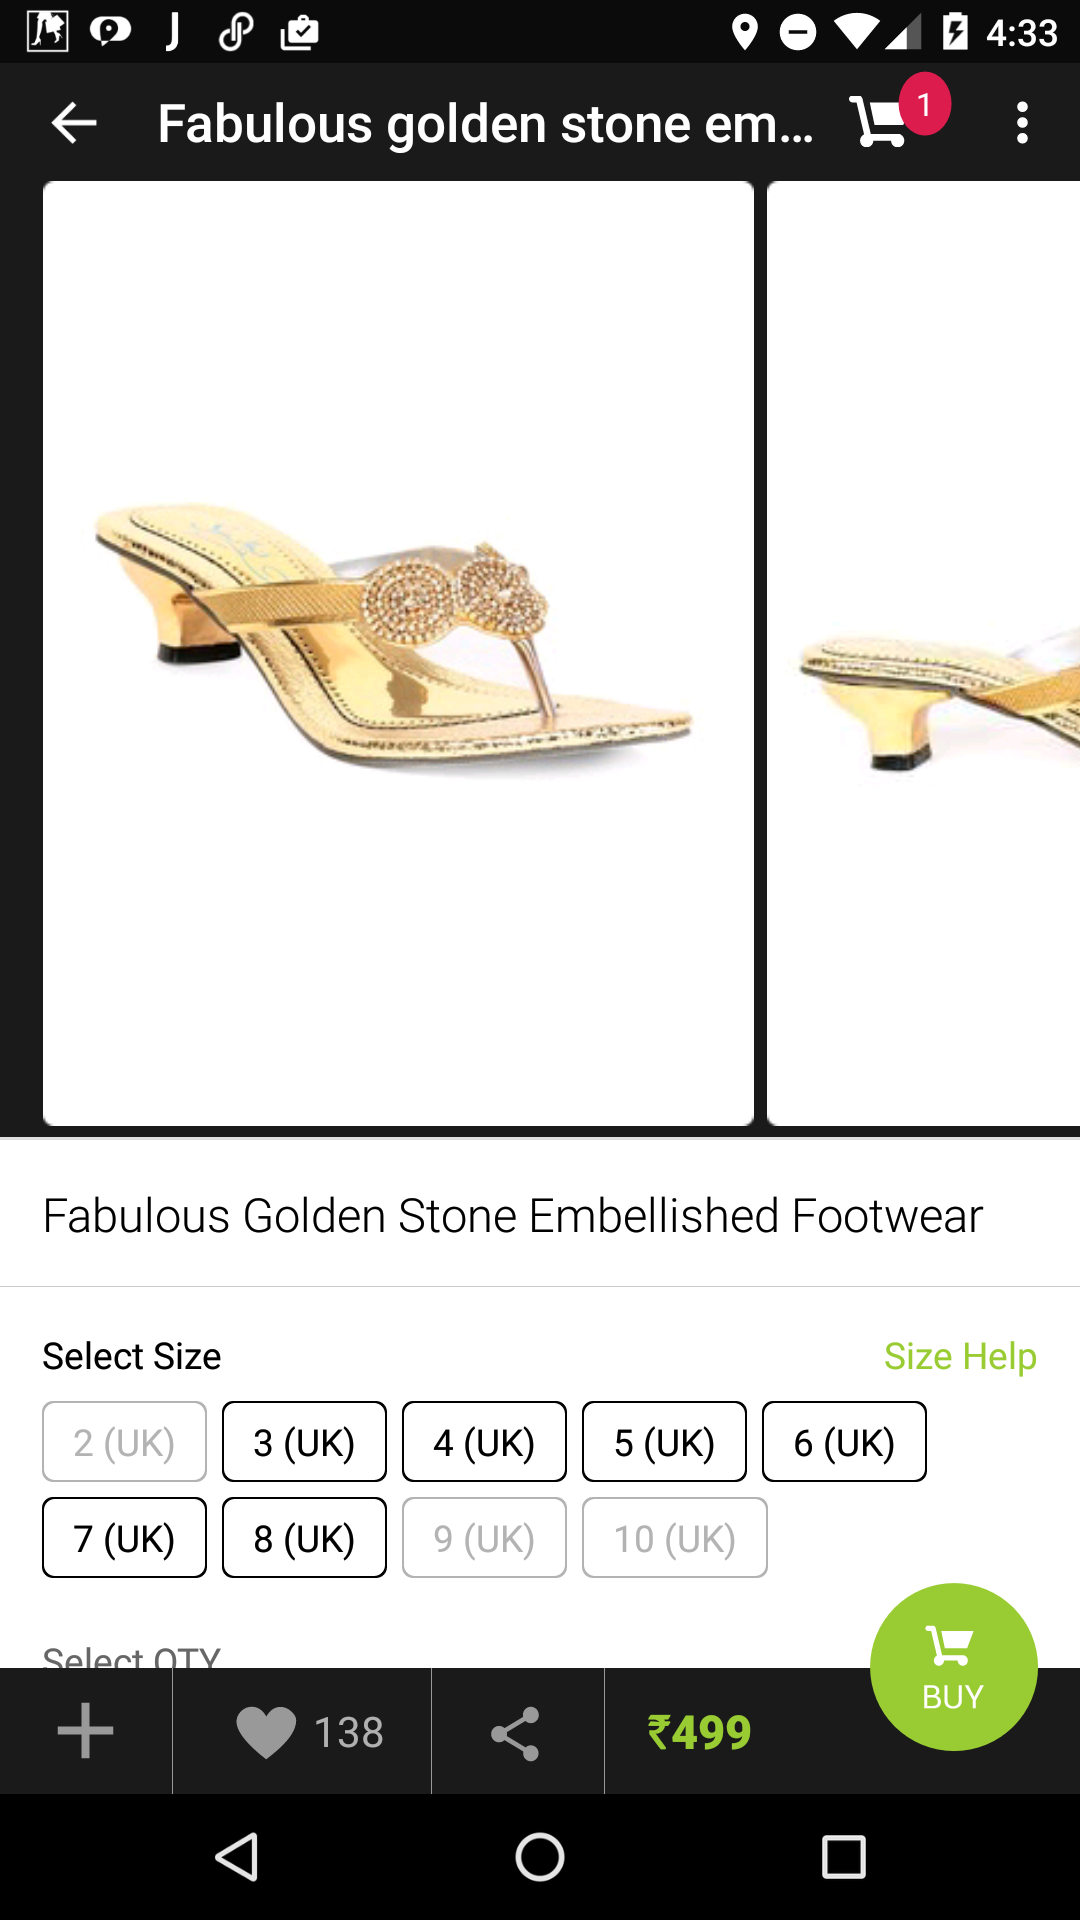 4:33
Fabulous golden stone em...
1
Fabulous Golden Stone Embellished Footwear
Select Size
Size Help
2 (UK)
3 (UK)
4 (UK)
5 (UK)
6 (UK)
7 (UK)
8 (UK)
9 (UK)
10 (UK)
Select QTY
BUY
138
₹499